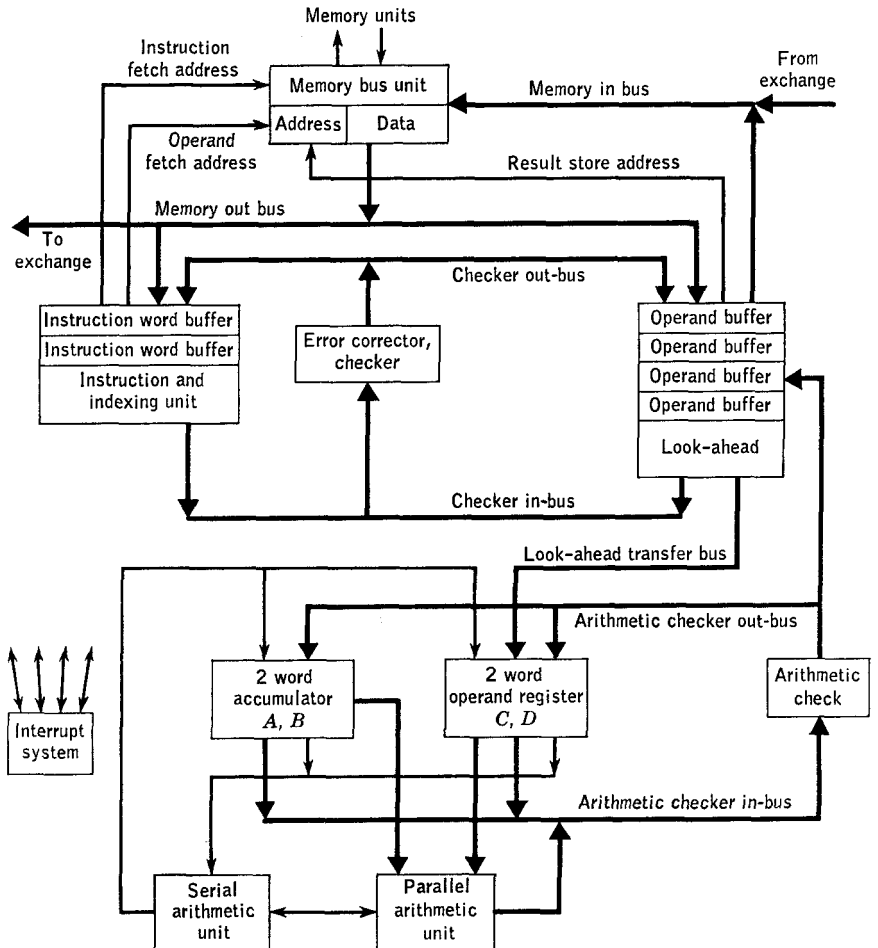 Memory units
Instruction
fetch address
From
exchange
Memory bus unit
Memory in bus
Address
Data
Operand
fetch address
Result store address
Memory out bus
To
exchange
Checker out-bus
Instruction word buffer
Instruction word buffer
Instruction and
indexing unit
Error corrector,
checker
Operand buffer
Operand buffer
Operand buffer
Operand buffer
Look-ahead
Checker in-bus
Look-ahead transfer bus
Arithmetic checker out-bus
2 word
accumulator
A, B
2 word
operand register
C, D
Arithmetic
check
Interrupt
system
Arithmetic checker in-bus
Serial
arithmetic
unit
Parallel
arithmetic
unit